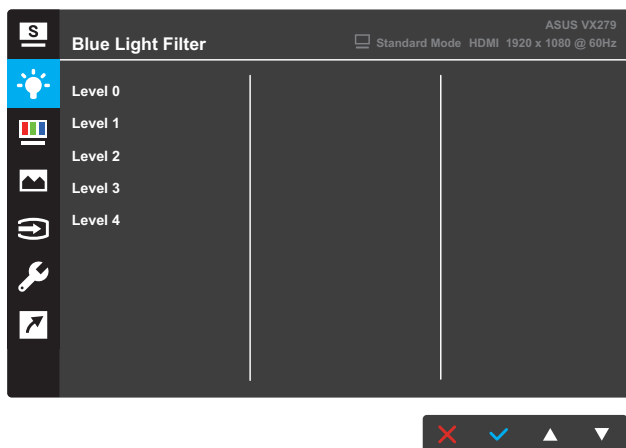 S
ASUS VX279
Blue Light Filter
Standard Mode HDMI 1920 x 1080 @ 60Hz
Level 0
Level 1
Level 2
Level 3
Level 4